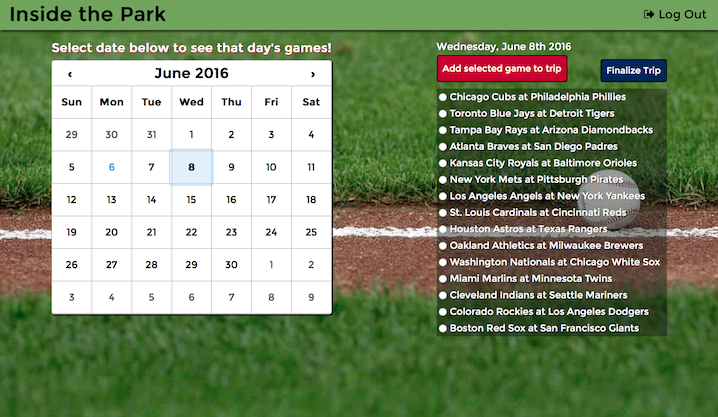 Inside the Park
Log Out
Select date below to see that day's games!
‹ June 2016 ›
Sun Mon Tue Wed Thu Fri Sat
29 30 31 1 2 3 4
5 6 7 8 9 10 11
12 13 14 15 16 17 18
19 20 21 22 23 24 25
26 27 28 29 30 1 2
3 4 5 6 7 8 9
Wednesday, June 8th 2016
Add selected game to trip
Finalize Trip
Chicago Cubs at Philadelphia Phillies
Toronto Blue Jays at Detroit Tigers
Tampa Bay Rays at Arizona Diamondbacks
Atlanta Braves at San Diego Padres
Kansas City Royals at Baltimore Orioles
New York Mets at Pittsburgh Pirates
Los Angeles Angels at New York Yankees
St. Louis Cardinals at Cincinnati Reds
Houston Astros at Texas Rangers
Oakland Athletics at Milwaukee Brewers
Washington Nationals at Chicago White Sox
Miami Marlins at Minnesota Twins
Cleveland Indians at Seattle Mariners
Colorado Rockies at Los Angeles Dodgers
Boston Red Sox at San Francisco Giants